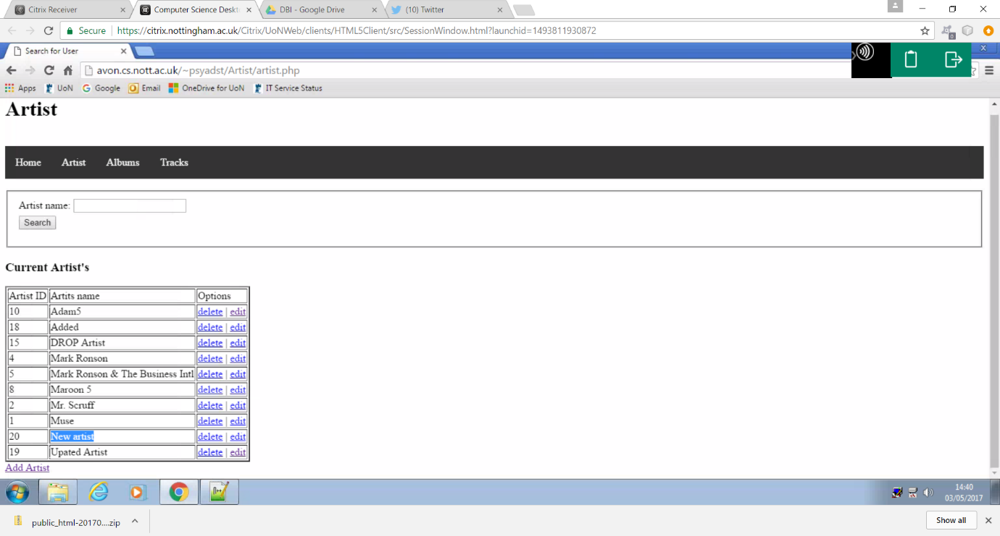 Citrix Receiver
Computer Science Deskt
DBI - Google Drive
(10) Twitter
Secure
https://citrix.nottingham.ac.uk/Citrix/UoNWeb/clients/HTML5Client/src/SessionWindow.html?launchid=1493811930872
0
Search for User
avon.cs.nott.ac.uk/~psyadst/Artist/artist.php
Apps UoN Google Email OneDrive for UoN IT Service Status
Artist
Home Artist Albums Tracks
Artist name:
Search
Current Artist's
Artist ID Artits name Options
10 Adam5 delete | edit
18 Added delete | edit
15 DROP Artist delete | edit
4 Mark Ronson delete | edit
5 Mark Ronson & The Business Intl delete | edit
8 Maroon 5 delete | edit
2 Mr. Scruff delete | edit
1 Muse delete | edit
20 New artist delete | edit
19 Upated Artist delete | edit
Add Artist
14:40
03/05/2017
public_html-20170....zip
Show all